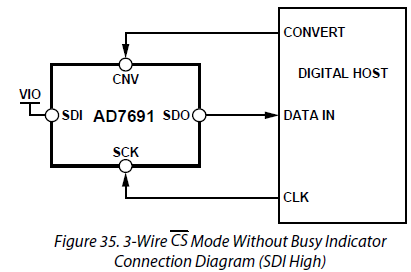 CONVERT
CNV
DIGITAL HOST
VIO
SDI AD7691 SDO
DATA IN
SCK
CLK
Figure 35. 3-Wire CS Mode Without Busy Indicator
Connection Diagram (SDI High)